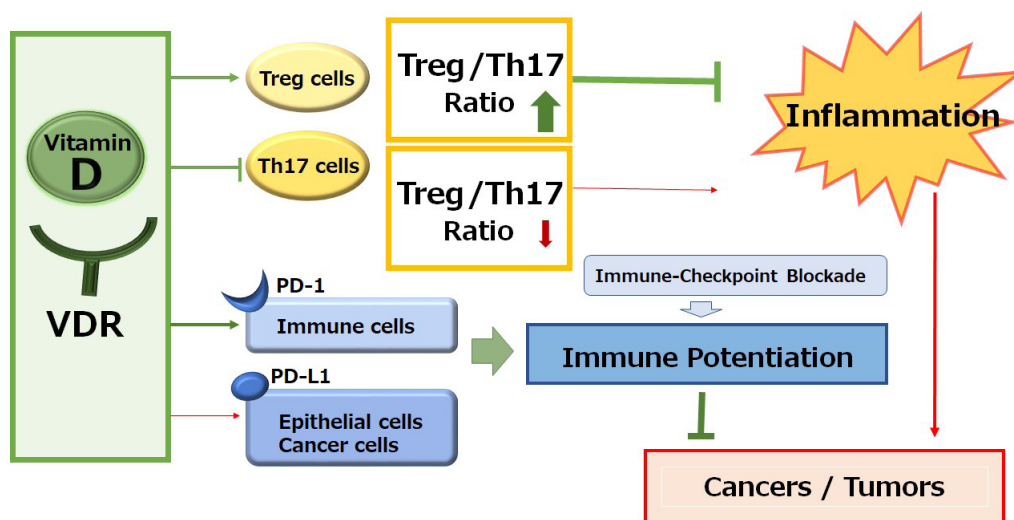 Vitamin
D
VDR
Treg cells
Th17 cells
Treg/Th17
Ratio
Treg/Th17
Ratio
Inflammation
PD-1
Immune cells
PD-L1
Epithelial cells
Cancer cells
Immune-Checkpoint Blockade
Immune Potentiation
Cancers / Tumors